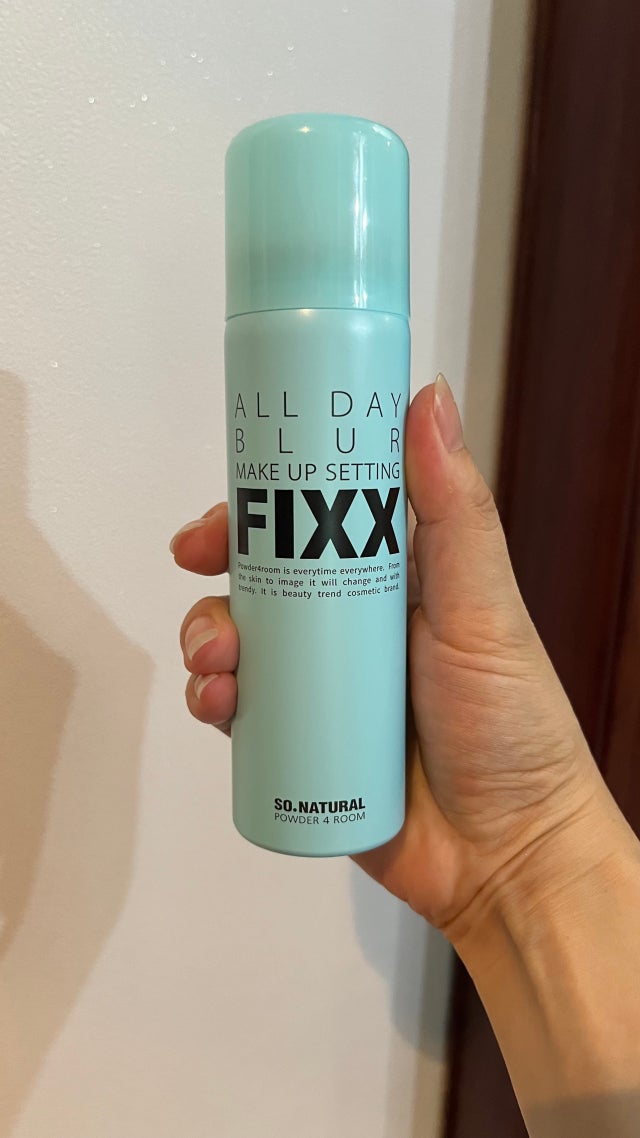 ALL DAY
BLUR
MAKE UP SETTING
FIXX
Powder4room is everytime everywhere. From
the skin to image it will change and with
trendy. It is beauty trend cosmetic brand.
SO.NATURAL
POWDER 4 ROOM